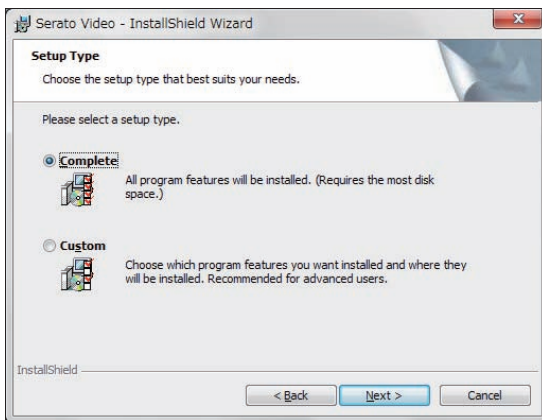 Serato Video - InstallShield Wizard
Setup Type
Choose the setup type that best suits your needs.
Please select a setup type.
Complete
All program features will be installed. (Requires the most disk
space.)
Custom
Choose which program features you want installed and where they
will be installed. Recommended for advanced users.
InstallShield
< Back
Next >
Cancel